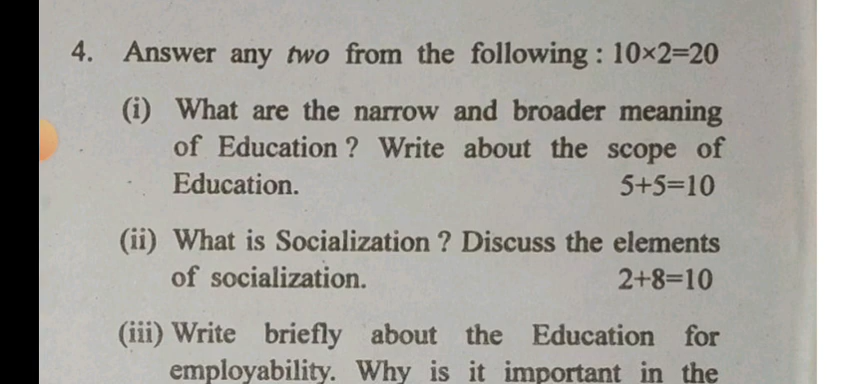 4. Answer any two from the following : 10×2=20
(i) What are the narrow and broader meaning
of Education ? Write about the scope of
Education. 5+5=10
(ii) What is Socialization ? Discuss the elements
of socialization. 2+8=10
(iii) Write briefly about the Education for
employability. Why is it important in the